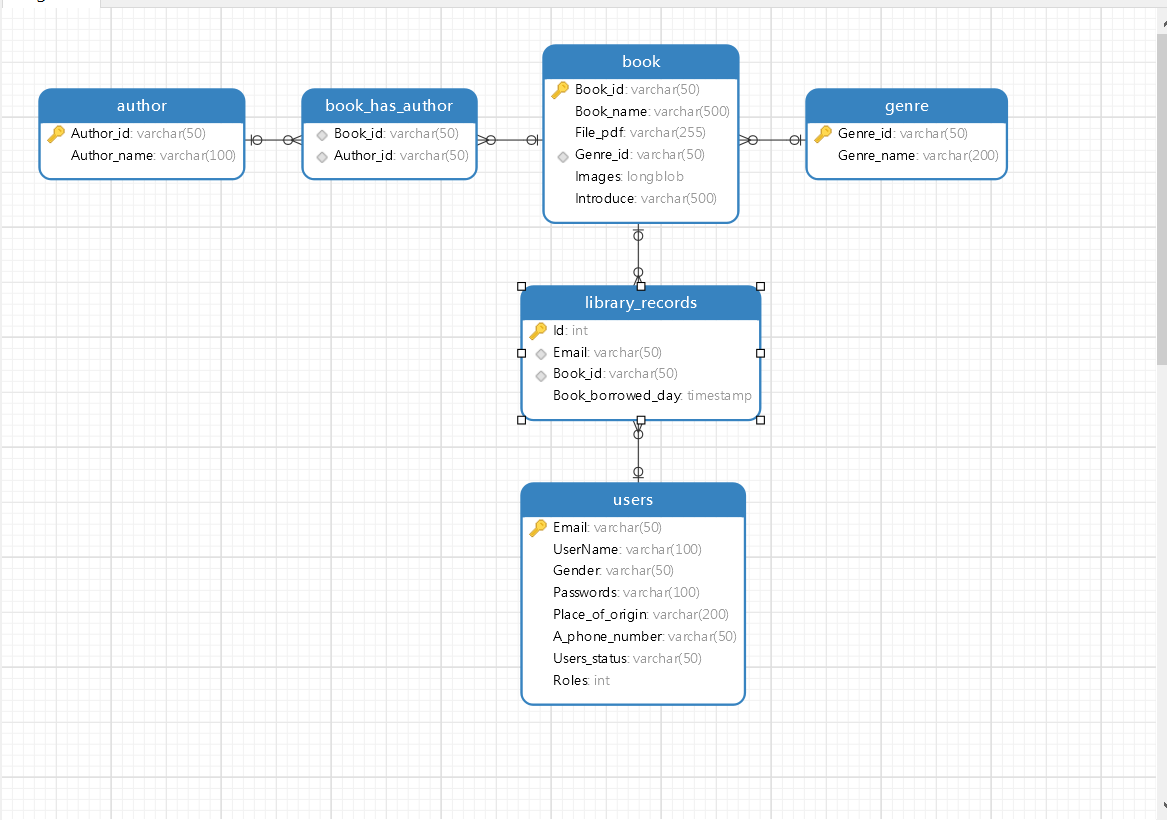 author
Author_id: varchar(50)
Author_name: varchar(100)
book_has_author
Book_id: varchar(50)
Author_id: varchar(50)
book
Book_id: varchar(50)
Book_name: varchar(500)
File_pdf: varchar(255)
Genre_id: varchar(50)
Images: longblob
Introduce: varchar(500)
genre
Genre_id: varchar(50)
Genre_name: varchar(200)
library_records
Id: int
Email: varchar(50)
Book_id: varchar(50)
Book_borrowed_day: timestamp
users
Email: varchar(50)
UserName: varchar(100)
Gender: varchar(50)
Passwords: varchar(100)
Place_of_origin: varchar(200)
A_phone_number: varchar(50)
Users_status: varchar(50)
Roles: int